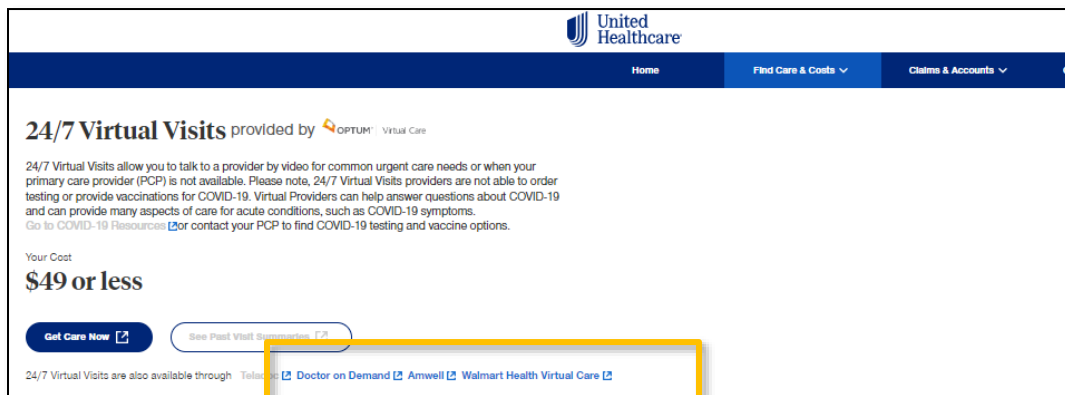 United
Healthcare
Home Find Care & Costs Claims & Accounts
24/7 Virtual Visits provided by OPTUM Virtual Care
24/7 Virtual Visits allow you to talk to a provider by video for common urgent care needs or when your
primary care provider (PCP) is not available. Please note, 24/7 Virtual Visits providers are not able to order
testing or provide vaccinations for COVID-19. Virtual Providers can help answer questions about COVID-19
and can provide many aspects of care for acute conditions, such as COVID-19 symptoms.
Go to COVID-19 Resources or contact your PCP to find COVID-19 testing and vaccine options.
Your Cost
$49 or less
Get Care Now See Past Visit Summaries
24/7 Virtual Visits are also available through Doctor on Demand Amwell Walmart Health Virtual Care